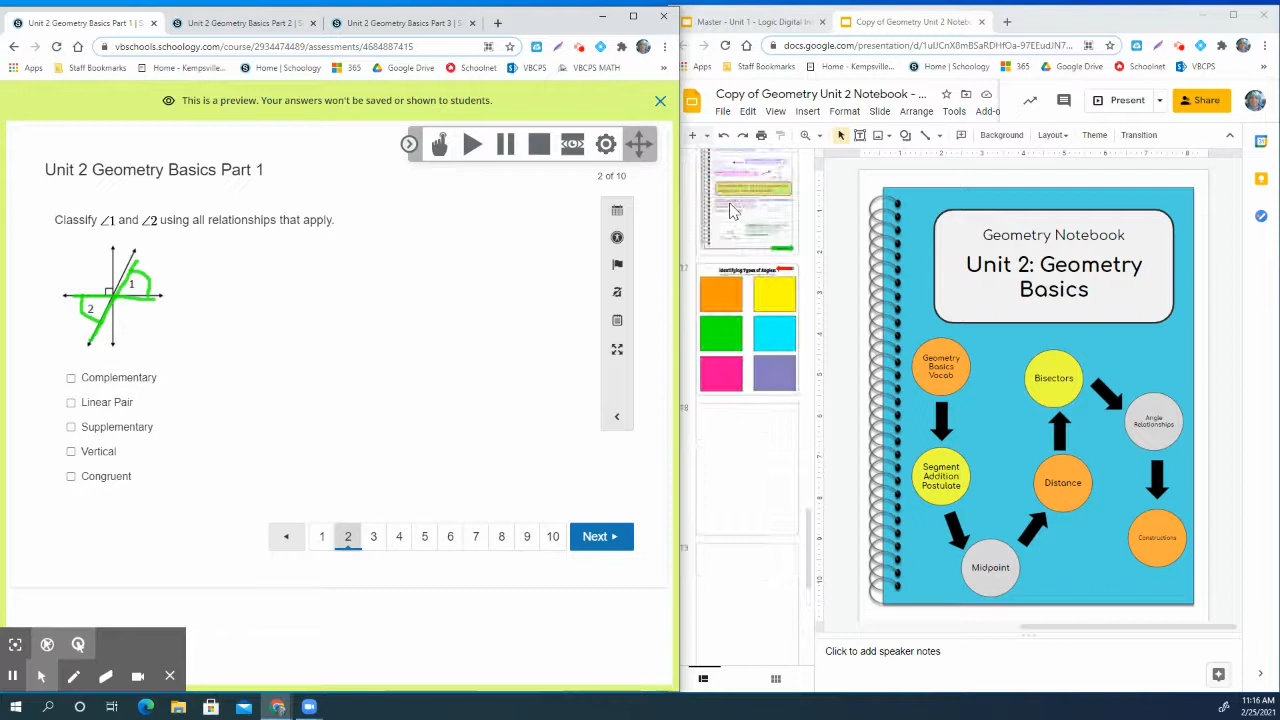 Unit 2 Geometry Basics Part 1 | S
Unit 2 Geometry Basics Part 2 | S
Unit 2 Geometry Basics Part 3 | S
vbschools.schoology.com/course/2934474489/assessments/4684887415
Apps
Staff Bookmarks
Home - Kempsville...
Home | Schoology
365
Google Drive
Schoolnet
VBCPS
VBCPS MATH
»
This is a preview. Your answers won't be saved or shown to students.
Unit 2 Geometry Basics Part 1
2 of 10
Classify ∠1 and ∠2 using all relationships that apply.
1
2
Complementary
Linear Pair
Supplementary
Vertical
Congruent
1 2 3 4 5 6 7 8 9 10 Next
Master - Unit 1 - Logic Digital In
Copy of Geometry Unit 2 Notebo
Apps
Staff Bookmarks
Home - Kempsville...
Home | Schoology
365
Google Drive
Schoolnet
VBCPS
»
Copy of Geometry Unit 2 Notebook - ...
File Edit View Insert Format Slide Arrange Tools Add-o
Present
Share
Background Layout Theme Transition
Identifying Types of Angles
Geometry Notebook
Unit 2: Geometry
Basics
Geometry
Basics
Vocab
Bisectors
Angle
Relationships
Segment
Addition
Postulate
Distance
Midpoint
Constructions
Click to add speaker notes
11:16 AM
2/25/2021